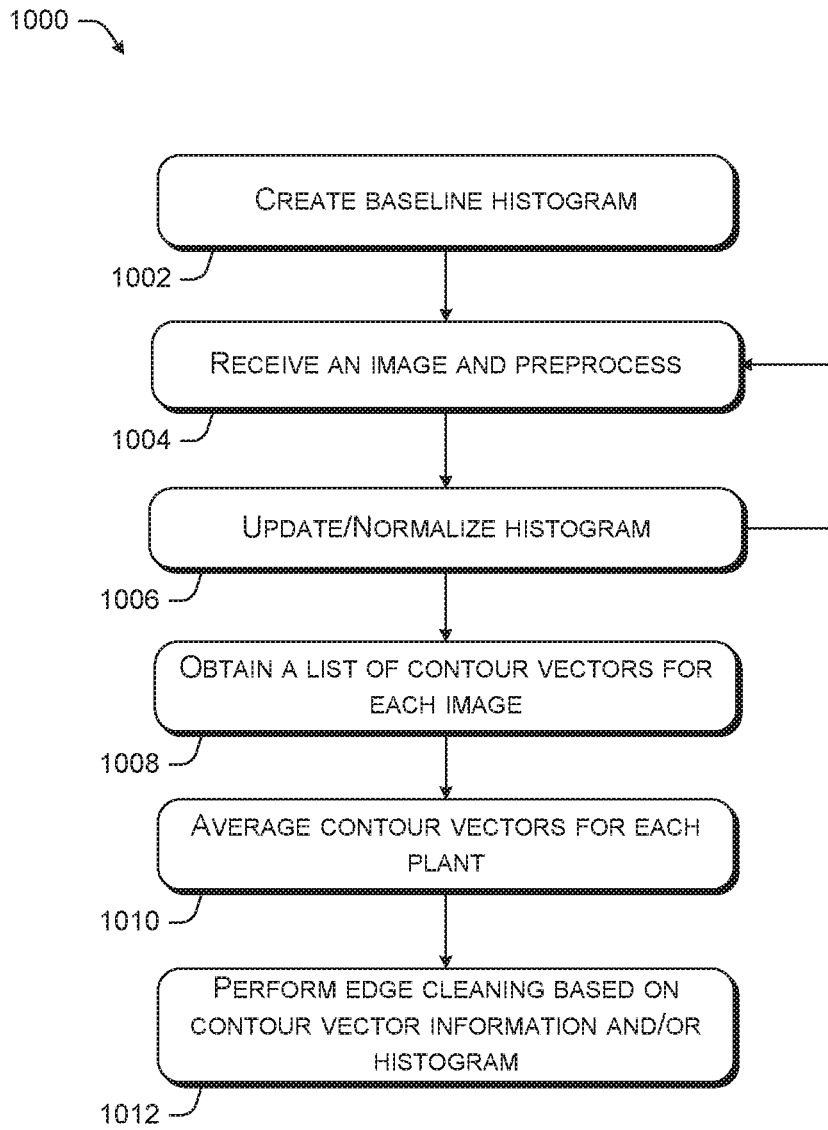 1000
CREATE BASELINE HISTOGRAM
1002
RECEIVE AN IMAGE AND PREPROCESS
1004
UPDATE/NORMALIZE HISTOGRAM
1006
OBTAIN A LIST OF CONTOUR VECTORS FOR
EACH IMAGE
1008
AVERAGE CONTOUR VECTORS FOR EACH
PLANT
1010
PERFORM EDGE CLEANING BASED ON
CONTOUR VECTOR INFORMATION AND/OR
HISTOGRAM
1012